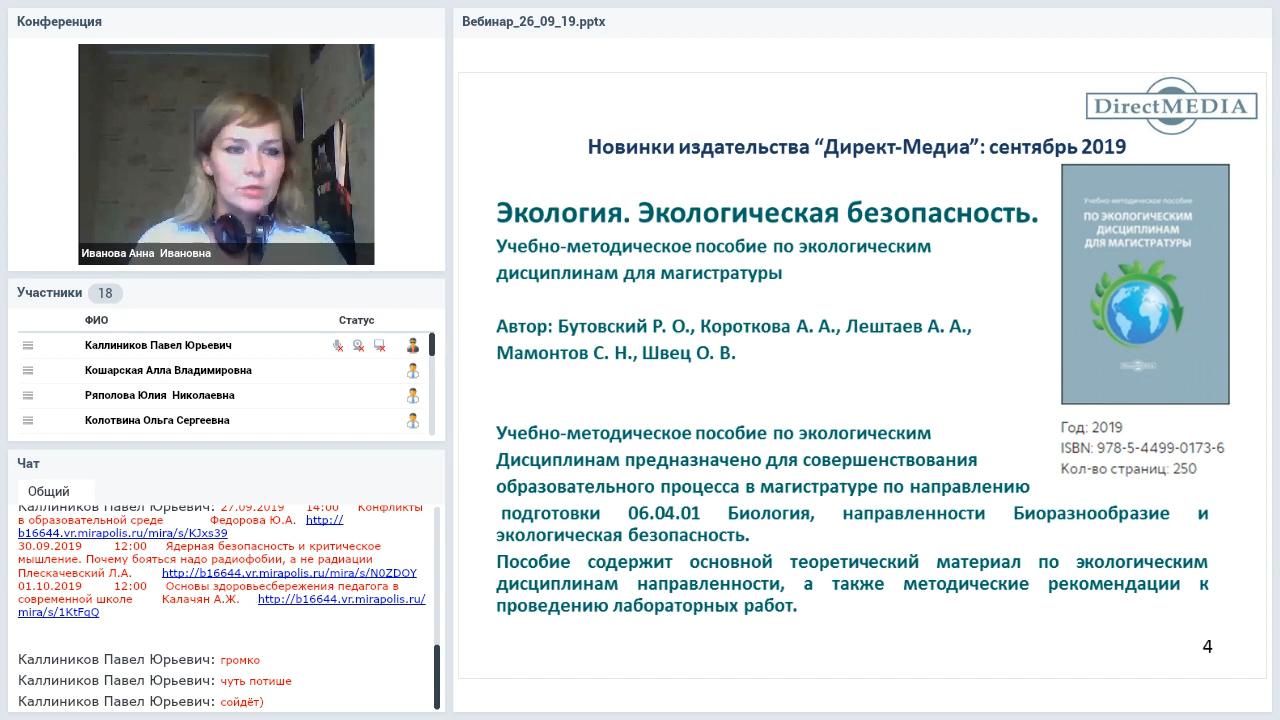 Конференция
Иванова Анна Ивановна
Участники 18
ФИО Статус
Каллиников Павел Юрьевич
Кошарская Алла Владимировна
Ряполова Юлия Николаевна
Колотвина Ольга Сергеевна
Чат
Общий
Каллиников Павел Юрьевич: 27.09.2019 14:00 Конфликты
в образовательной среде Федорова Ю.А. http://
b16644.vr.mirapolis.ru/mira/s/KJxs39
30.09.2019 12:00 Ядерная безопасность и критическое
мышление. Почему бояться надо радиофобии, а не радиации
Плескачевский Л.А. http://b16644.vr.mirapolis.ru/mira/s/N0ZDOY
01.10.2019 12:00 Основы здоровьесбережения педагога в
современной школе Калачян А.Ж. http://b16644.vr.mirapolis.ru/
mira/s/1KtFqQ
Каллиников Павел Юрьевич: громко
Каллиников Павел Юрьевич: чуть потише
Каллиников Павел Юрьевич: сойдёт)
Вебинар_26_09_19.pptx
DirectMEDIA
Новинки издательства “Директ-Медиа”: сентябрь 2019
Экология. Экологическая безопасность.
Учебно-методическое пособие по экологическим
дисциплинам для магистратуры
Автор: Бутовский Р. О., Короткова А. А., Лештаев А. А.,
Мамонтов С. Н., Швец О. В.
Учебно-методическое пособие по экологическим
Дисциплинам предназначено для совершенствования
образовательного процесса в магистратуре по направлению
подготовки 06.04.01 Биология, направленности Биоразнообразие и
экологическая безопасность.
Пособие содержит основной теоретический материал по экологическим
дисциплинам направленности, а также методические рекомендации к
проведению лабораторных работ.
Учебно-методическое пособие
ПО ЭКОЛОГИЧЕСКИМ
ДИСЦИПЛИНАМ
ДЛЯ МАГИСТРАТУРЫ
Год: 2019
ISBN: 978-5-4499-0173-6
Кол-во страниц: 250
4